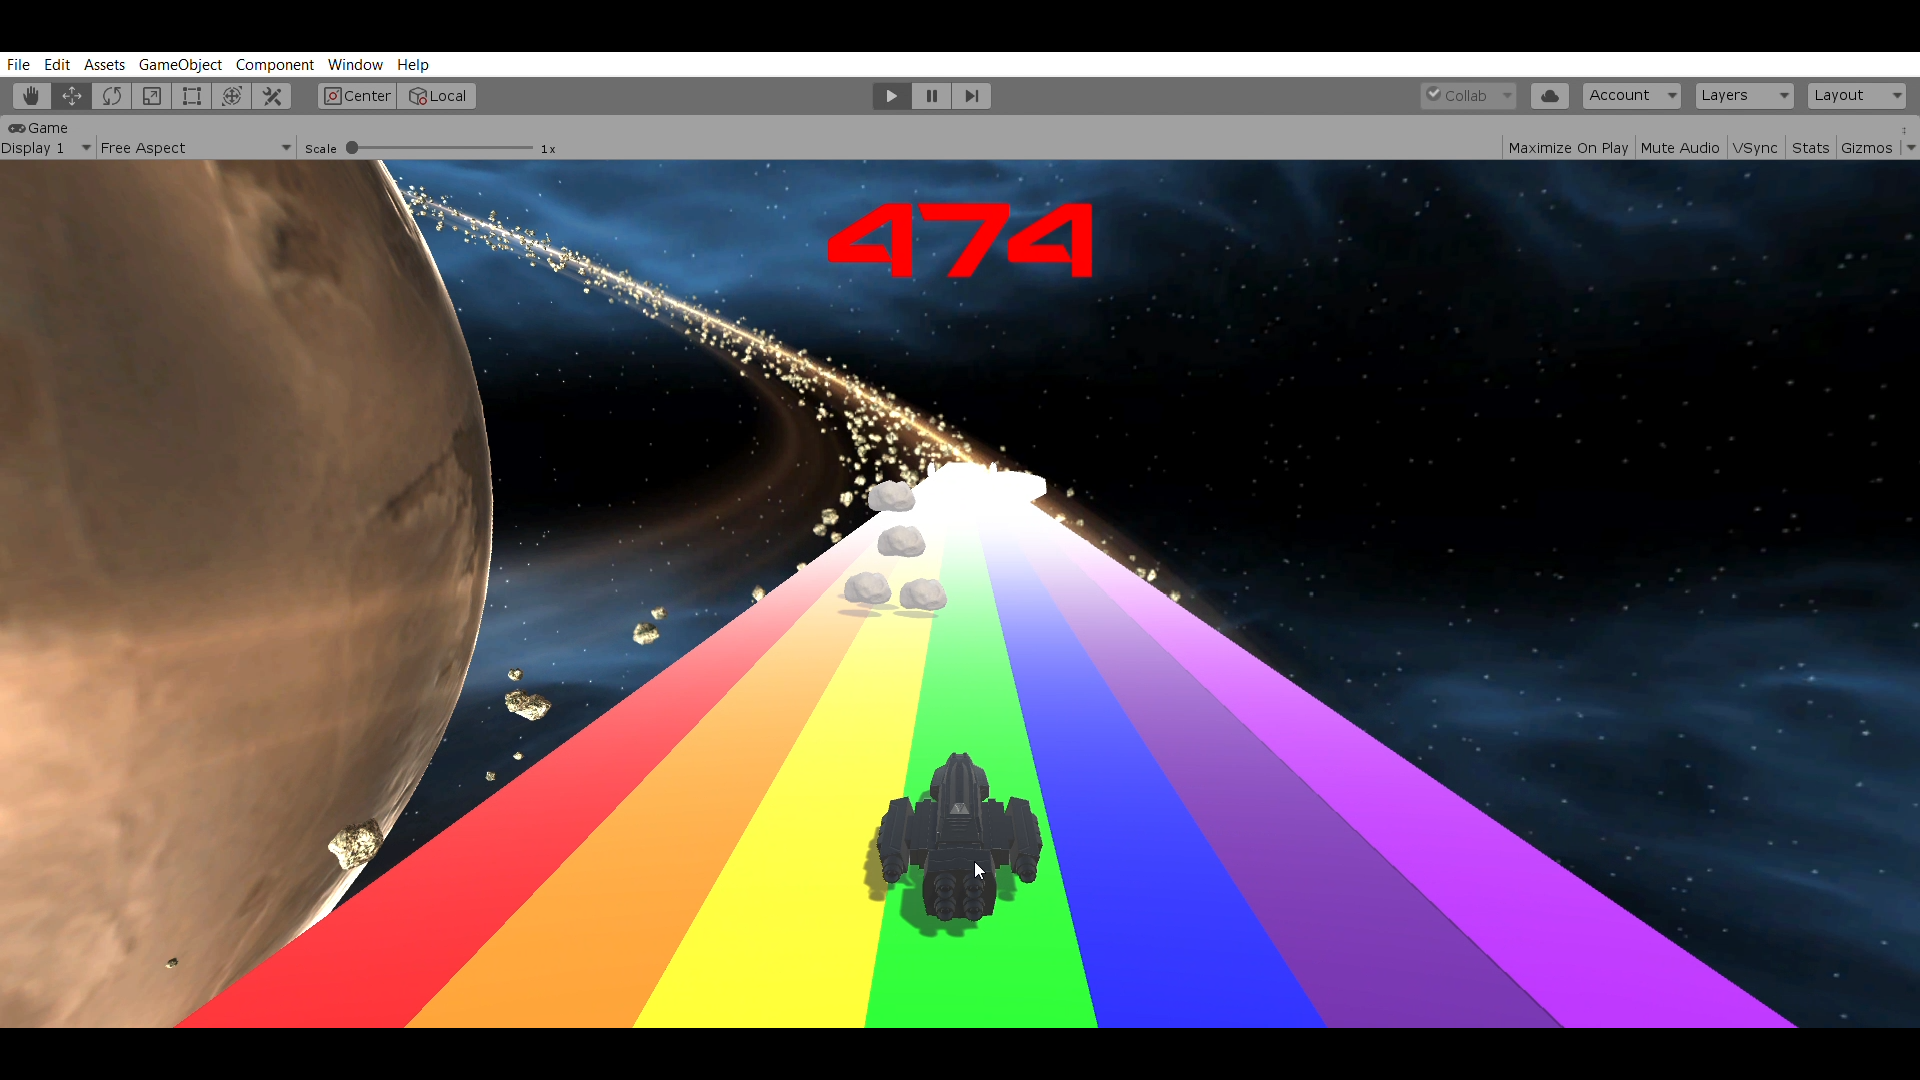 File Edit Assets GameObject Component Window Help
Center Local Collab Account Layers Layout
Game
Display 1 Free Aspect Scale 1x Maximize On Play Mute Audio VSync Stats Gizmos
474